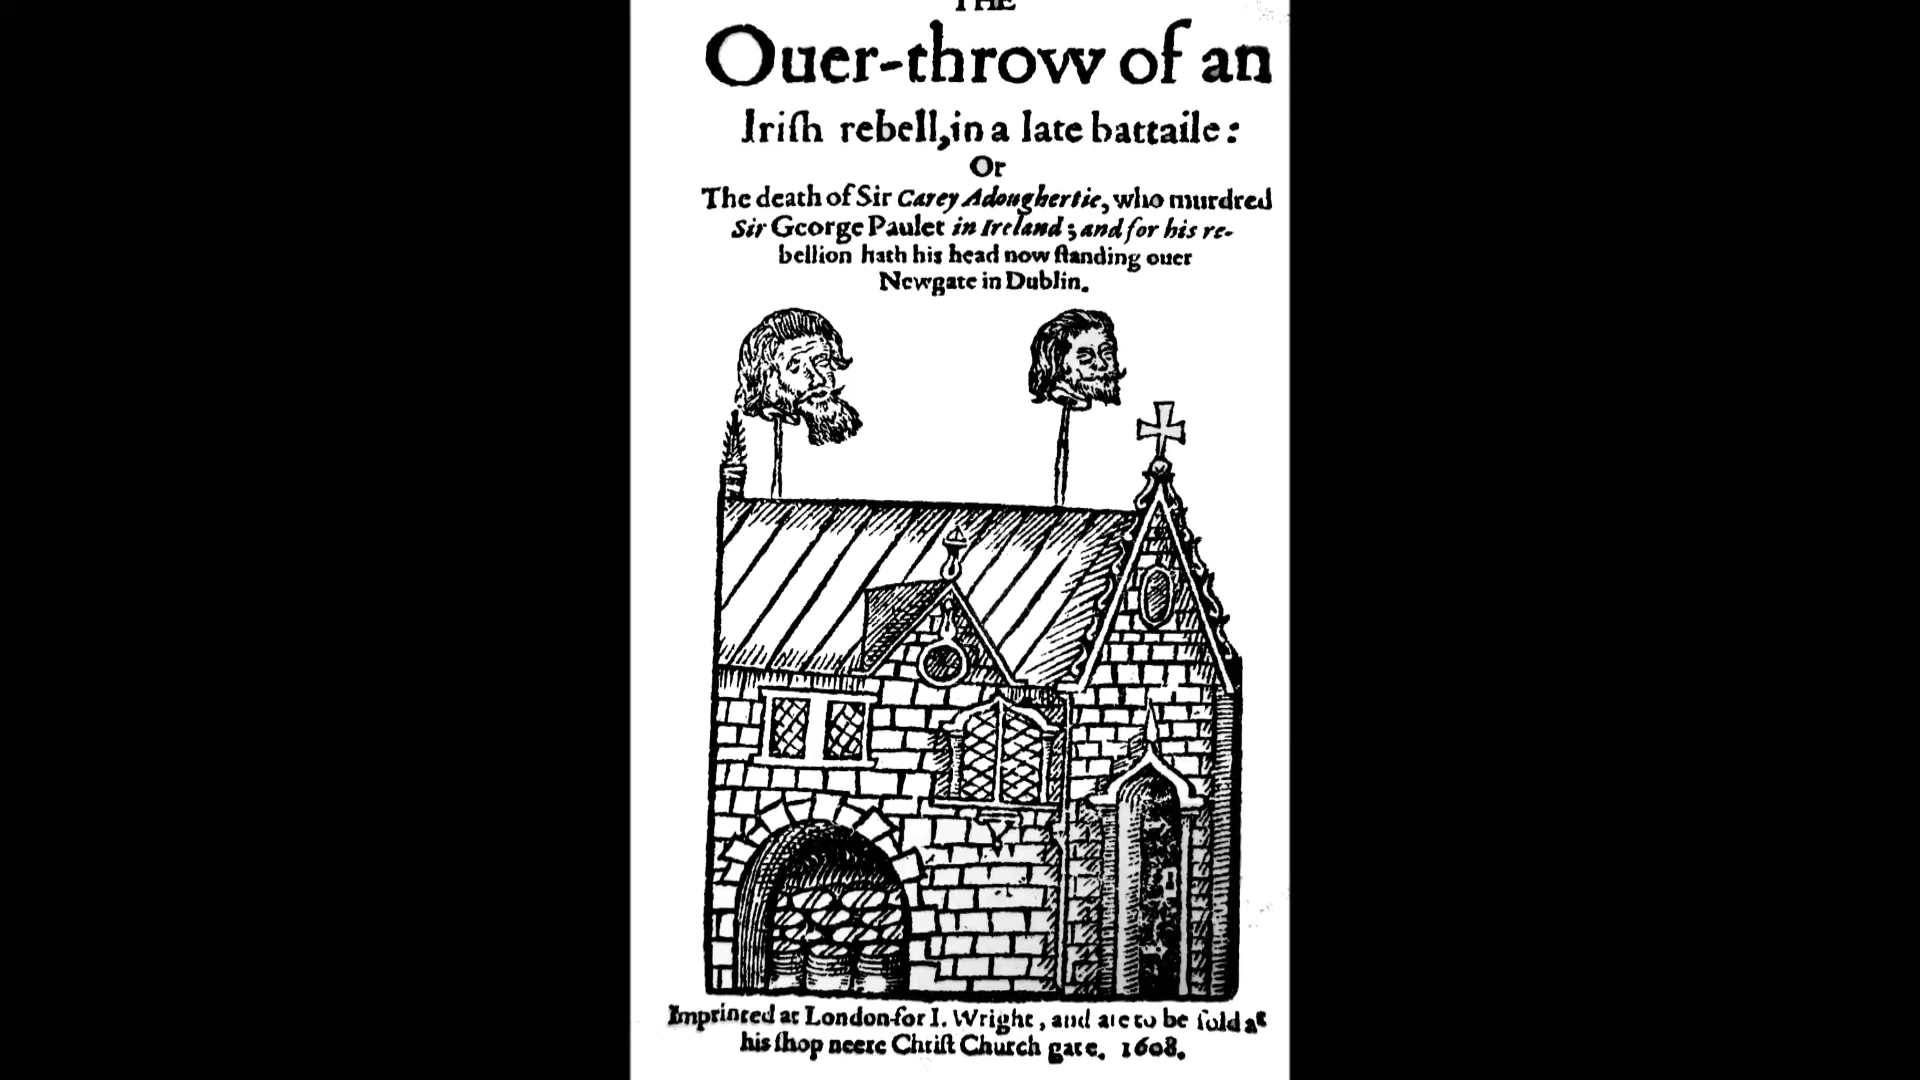 THE
Ouer-throw of an
Iriſh rebell, in a late battaile:
Or
The death of Sir Carey Adoughertie, who murdred
Sir George Paulet in Ireland; and for his re-
bellion hath his head now ſtanding ouer
Newgate in Dublin.
Imprinted at London for I. Wright, and are to be ſold at
his ſhop neere Chriſt Church gate. 1608.